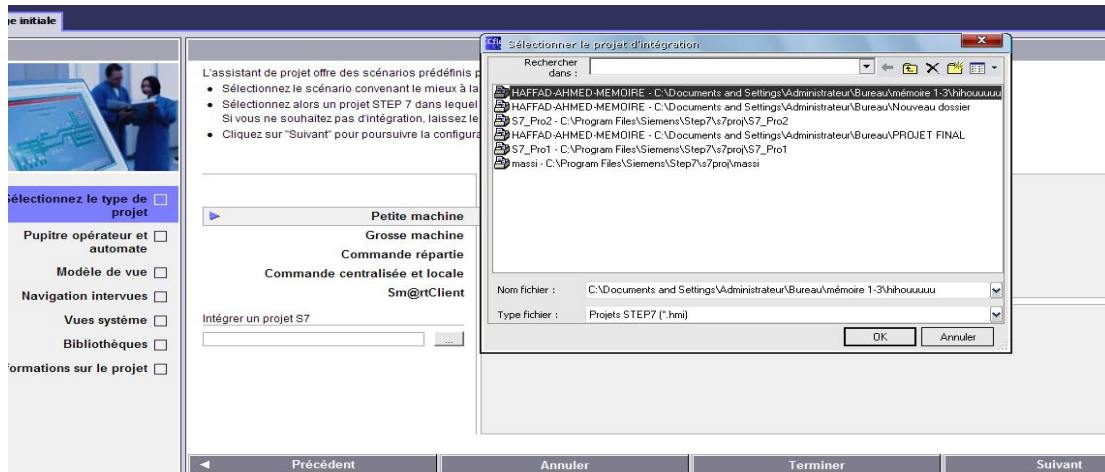 initiale
Sélectionner le projet d'intégration
Rechercher
dans :
L'assistant de projet offre des scénarios prédéfinis
Sélectionnez le scénario convenant le mieux à la
Sélectionnez alors un projet STEP 7 dans lequel
Si vous ne souhaitez pas d'intégration, laissez le
Cliquez sur "Suivant" pour poursuivre la
HAFFAD-AHMED-MEMOIRE - C:\Documents and Settings\Administrateur\Bureau\mémoire 1-3\hihouuuuu
HAFFAD-AHMED-MEMOIRE - C:\Documents and Settings\Administrateur\Bureau\Nouveau dossier
S7_Pro2 - C:\Program Files\Siemens\Step7\s7proj\S7_Pro2
HAFFAD-AHMED-MEMOIRE - C:\Documents and Settings\Administrateur\Bureau\PROJET FINAL
S7_Pro1 - C:\Program Files\Siemens\Step7\s7proj\S7_Pro1
massi - C:\Program Files\Siemens\Step7\s7proj\massi
Nom fichier :
C:\Documents and Settings\Administrateur\Bureau\mémoire 1-3\hihouuuuu
Type fichier :
Projets STEP7 (*.hmi)
OK
Annuler
Sélectionnez le type de
projet
Pupitre opérateur et
automate
Modèle de vue
Navigation intervues
Vues système
Bibliothèques
formations sur le projet
Petite machine
Grosse machine
Commande répartie
Commande centralisée et locale
Sm@rtClient
Intégrer un projet S7
...
Précédent
Annuler
Terminer
Suivant